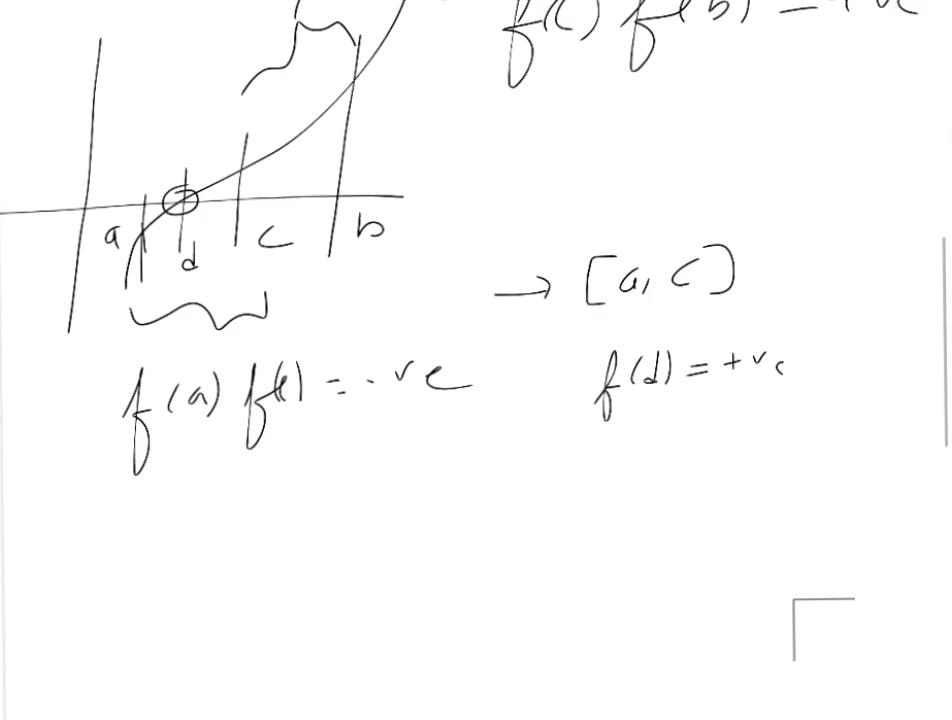 f(c) f(b) = +ve
a d c b
→ [a, c]
f(a) f(c) = -ve
f(d) = +ve